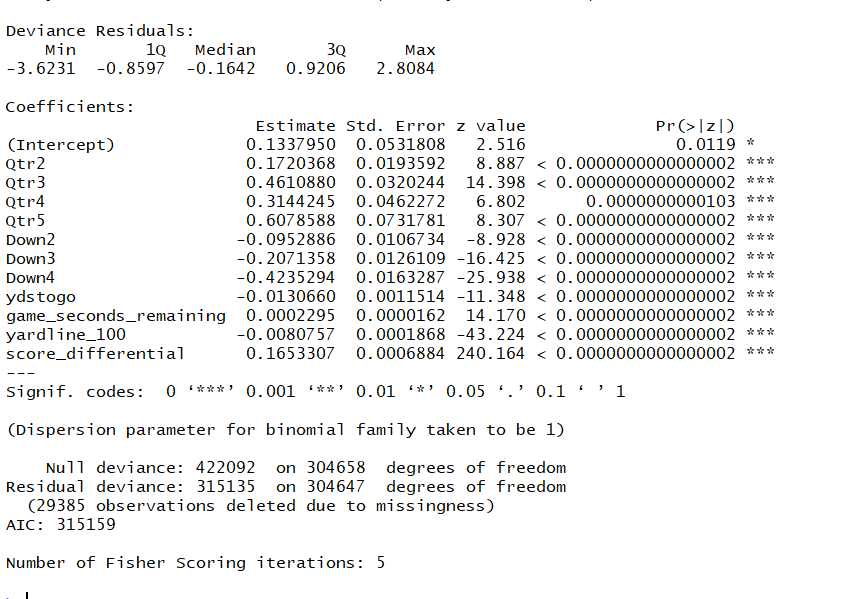 Deviance Residuals:
Min 1Q Median 3Q Max
-3.6231 -0.8597 -0.1642 0.9206 2.8084
Coefficients:
Estimate Std. Error z value Pr(>|z|)
(Intercept) 0.1337950 0.0531808 2.516 0.0119 *
Qtr2 0.1720368 0.0193592 8.887 < 0.0000000000000002 ***
Qtr3 0.4610880 0.0320244 14.398 < 0.0000000000000002 ***
Qtr4 0.3144245 0.0462272 6.802 0.0000000000103 ***
Qtr5 0.6078588 0.0731781 8.307 < 0.0000000000000002 ***
Down2 -0.0952886 0.0106734 -8.928 < 0.0000000000000002 ***
Down3 -0.2071358 0.0126109 -16.425 < 0.0000000000000002 ***
Down4 -0.4235294 0.0163287 -25.938 < 0.0000000000000002 ***
ydstogo -0.0130660 0.0011514 -11.348 < 0.0000000000000002 ***
game_seconds_remaining 0.0002295 0.0000162 14.170 < 0.0000000000000002 ***
yardline_100 -0.0080757 0.0001868 -43.224 < 0.0000000000000002 ***
score_differential 0.1653307 0.0006884 240.164 < 0.0000000000000002 ***
---
Signif. codes: 0 ‘***’ 0.001 ‘**’ 0.01 ‘*’ 0.05 ‘.’ 0.1 ‘ ’ 1
(Dispersion parameter for binomial family taken to be 1)
Null deviance: 422092 on 304658 degrees of freedom
Residual deviance: 315135 on 304647 degrees of freedom
(29385 observations deleted due to missingness)
AIC: 315159
Number of Fisher Scoring iterations: 5